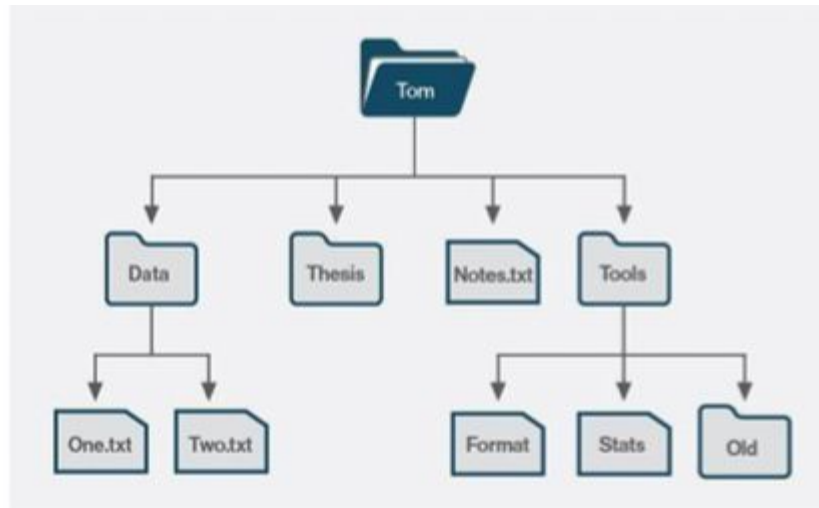 Tom
Data
Thesis
Notes.txt
Tools
One.txt
Two.txt
Format
Stats
Old